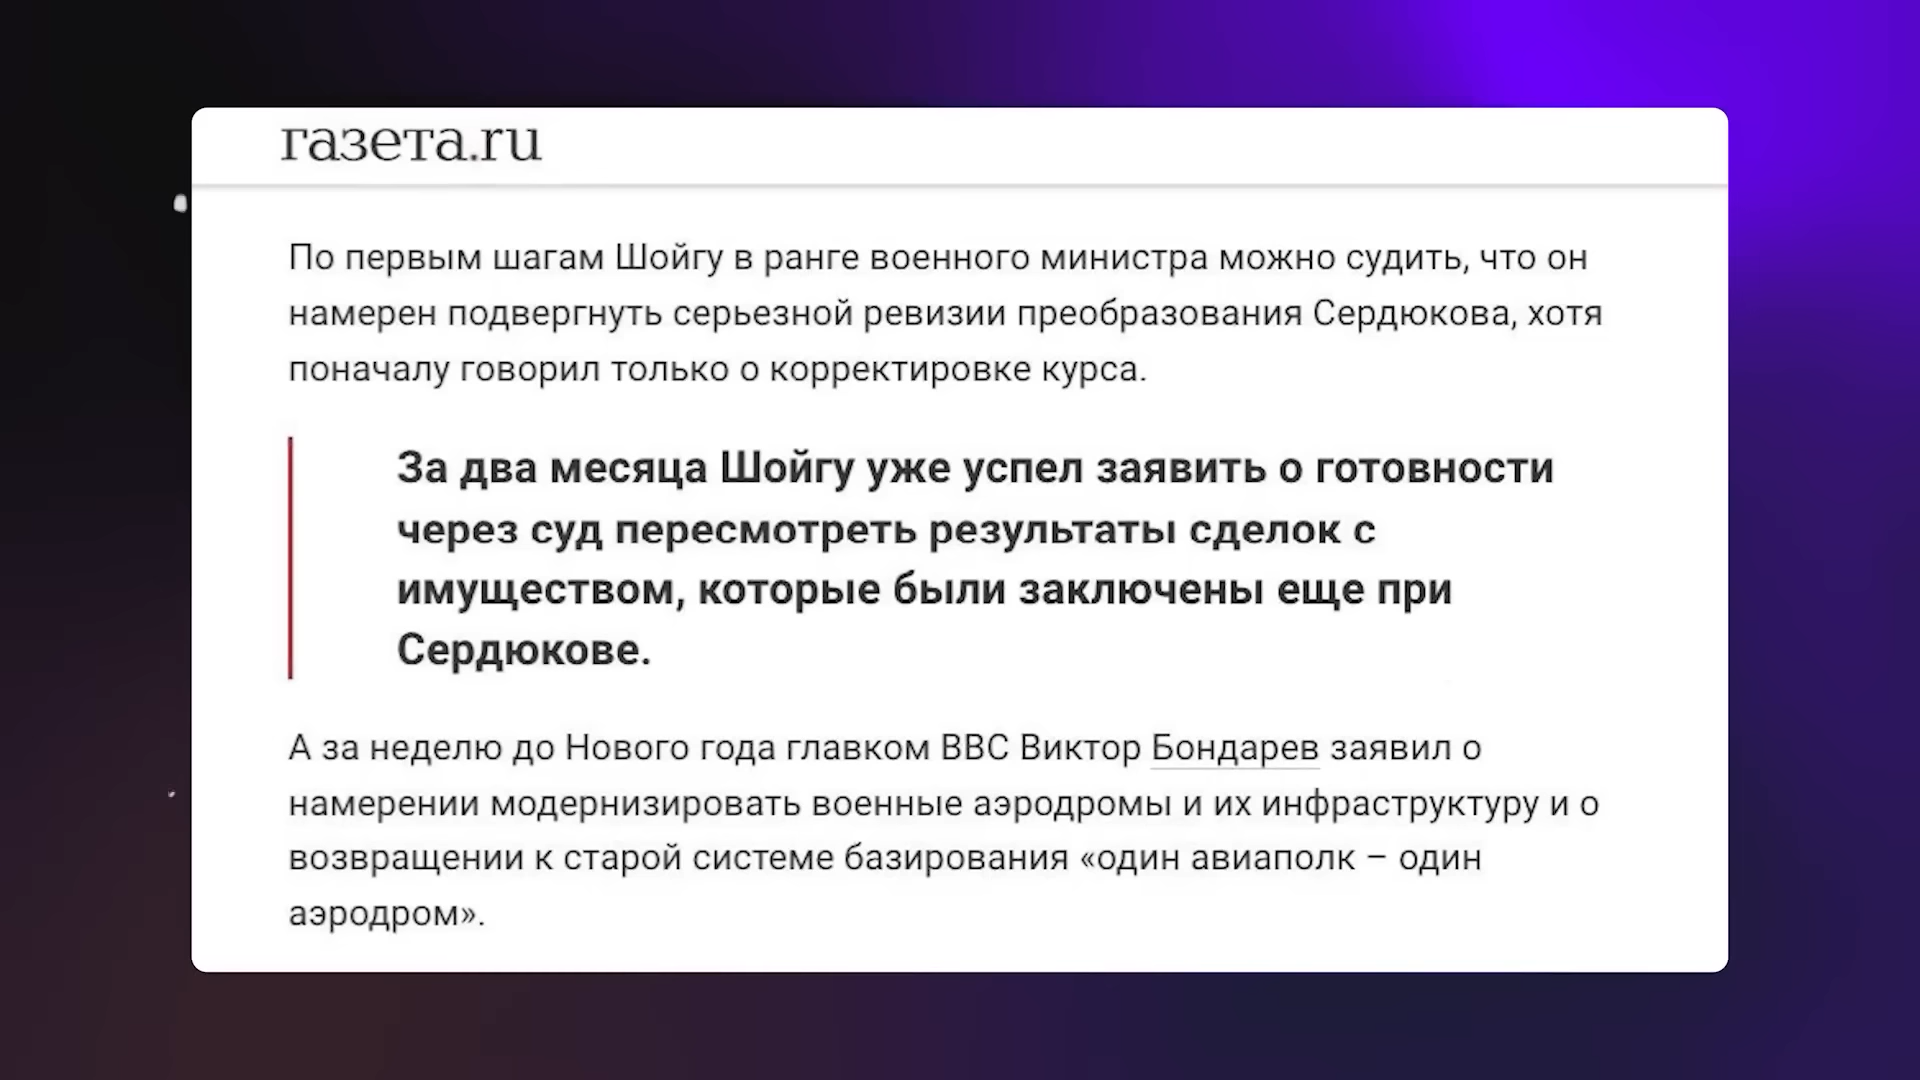 газета.ru
По первым шагам Шойгу в ранге военного министра можно судить, что он
намерен подвергнуть серьезной ревизии преобразования Сердюкова, хотя
поначалу говорил только о корректировке курса.
За два месяца Шойгу уже успел заявить о готовности
через суд пересмотреть результаты сделок с
имуществом, которые были заключены еще при
Сердюкове.
А за неделю до Нового года главком ВВС Виктор Бондарев заявил о
намерении модернизировать военные аэродромы и их инфраструктуру и о
возвращении к старой системе базирования «один авиаполк – один
аэродром».